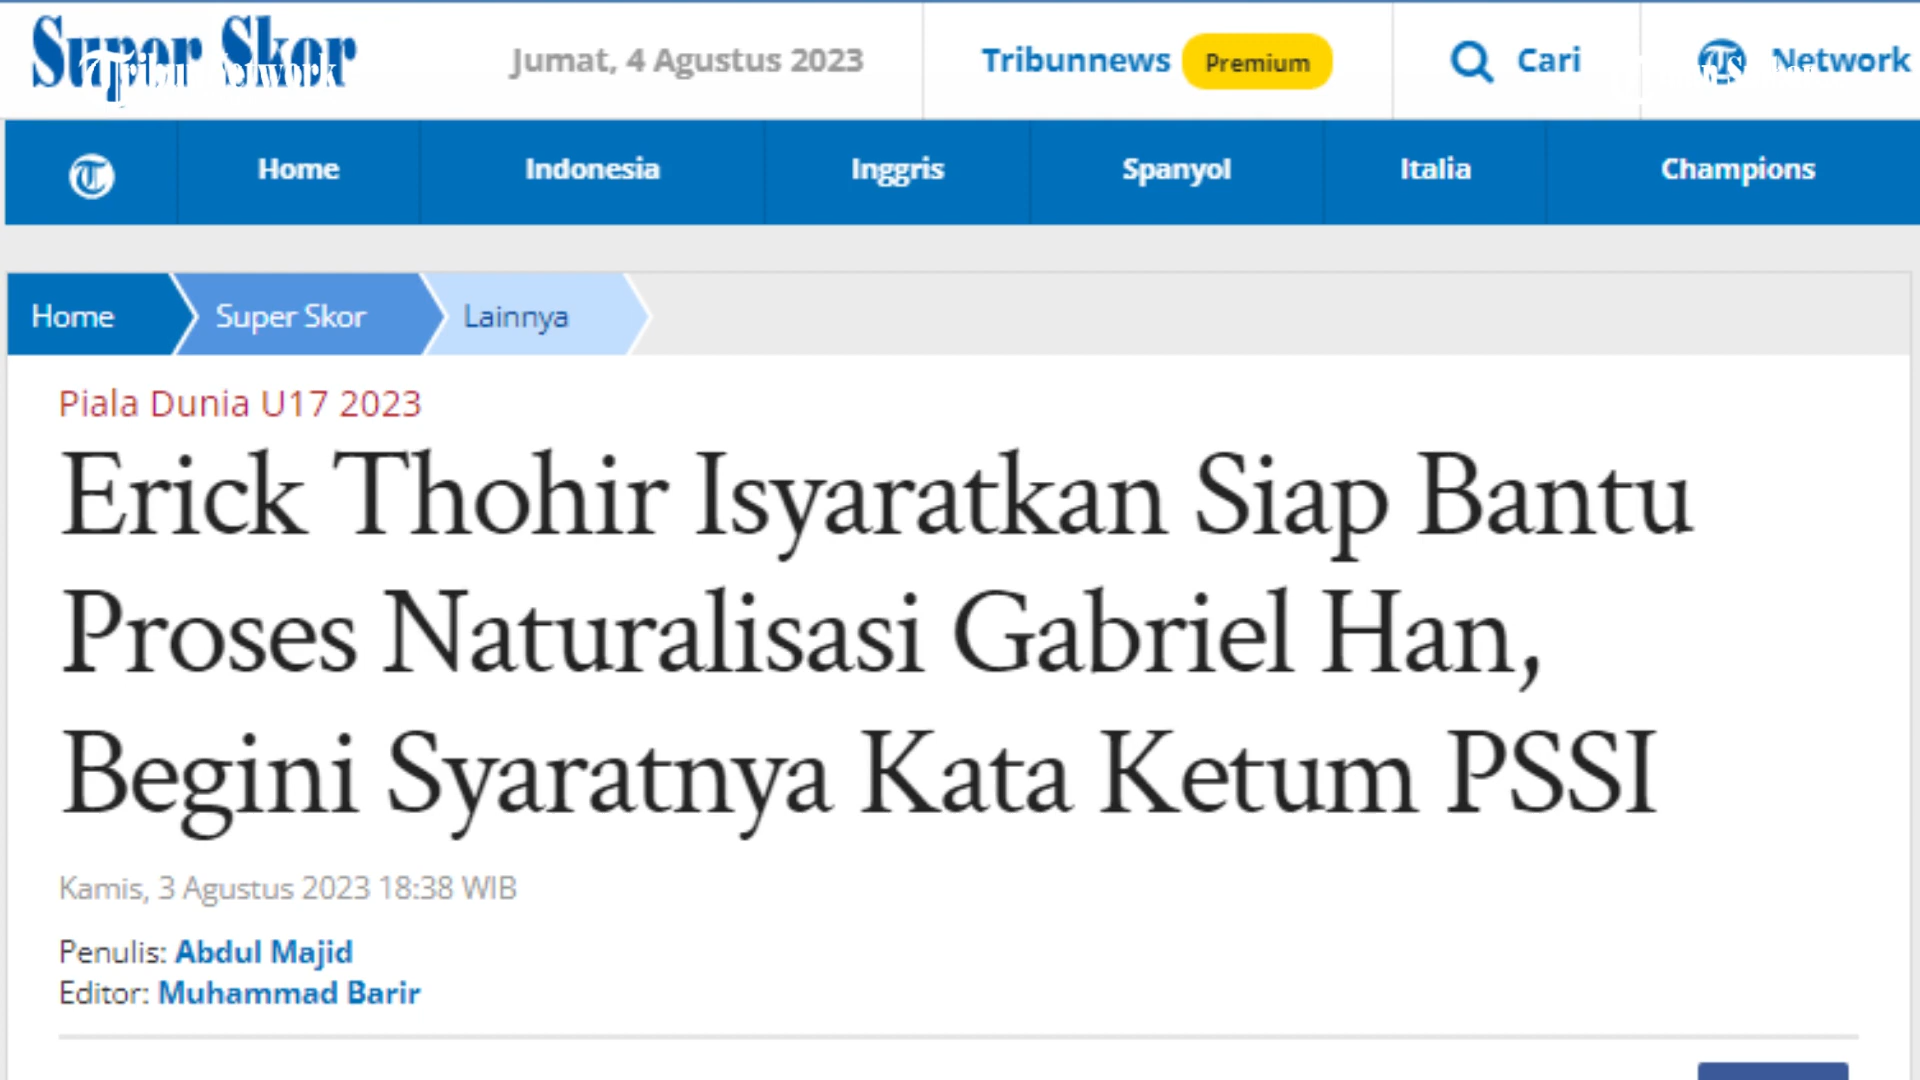 Super Skor
Tribun Network
Jumat, 4 Agustus 2023
Tribunnews Premium
Cari
Network
Home Indonesia Inggris Spanyol Italia Champions
Home Super Skor Lainnya
Piala Dunia U17 2023
Erick Thohir Isyaratkan Siap Bantu
Proses Naturalisasi Gabriel Han,
Begini Syaratnya Kata Ketum PSSI
Kamis, 3 Agustus 2023 18:38 WIB
Penulis: Abdul Majid
Editor: Muhammad Barir